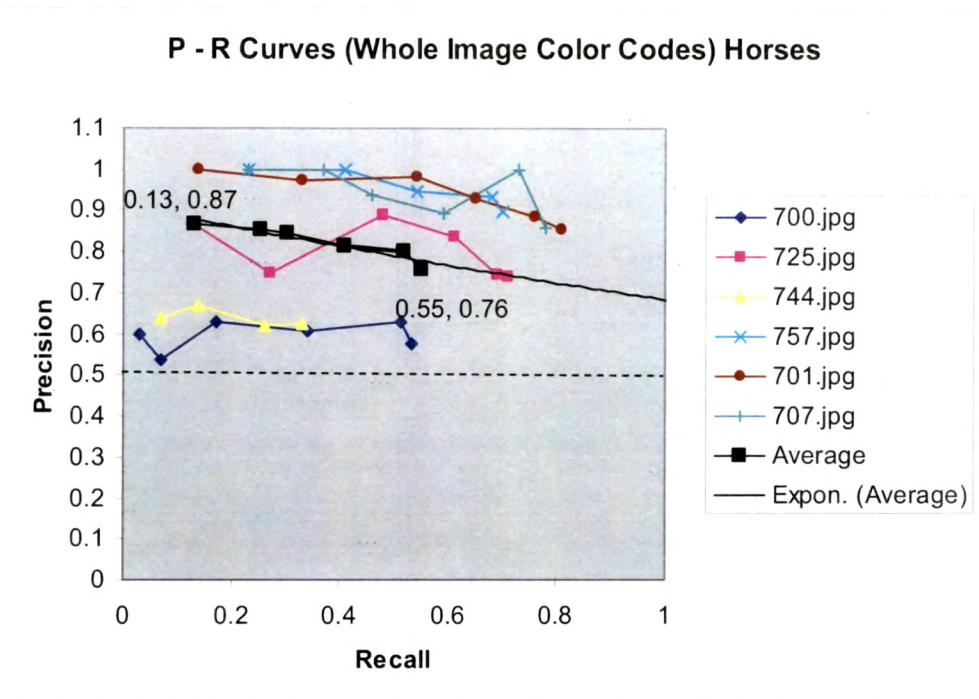 P - R Curves (Whole Image Color Codes) Horses
Precision
1.1
1
0.9
0.8
0.7
0.6
0.5
0.4
0.3
0.2
0.1
0
0.13, 0.87
0.55, 0.76
0 0.2 0.4 0.6 0.8 1
Recall
700.jpg
725.jpg
744.jpg
757.jpg
701.jpg
707.jpg
Average
Expon. (Average)